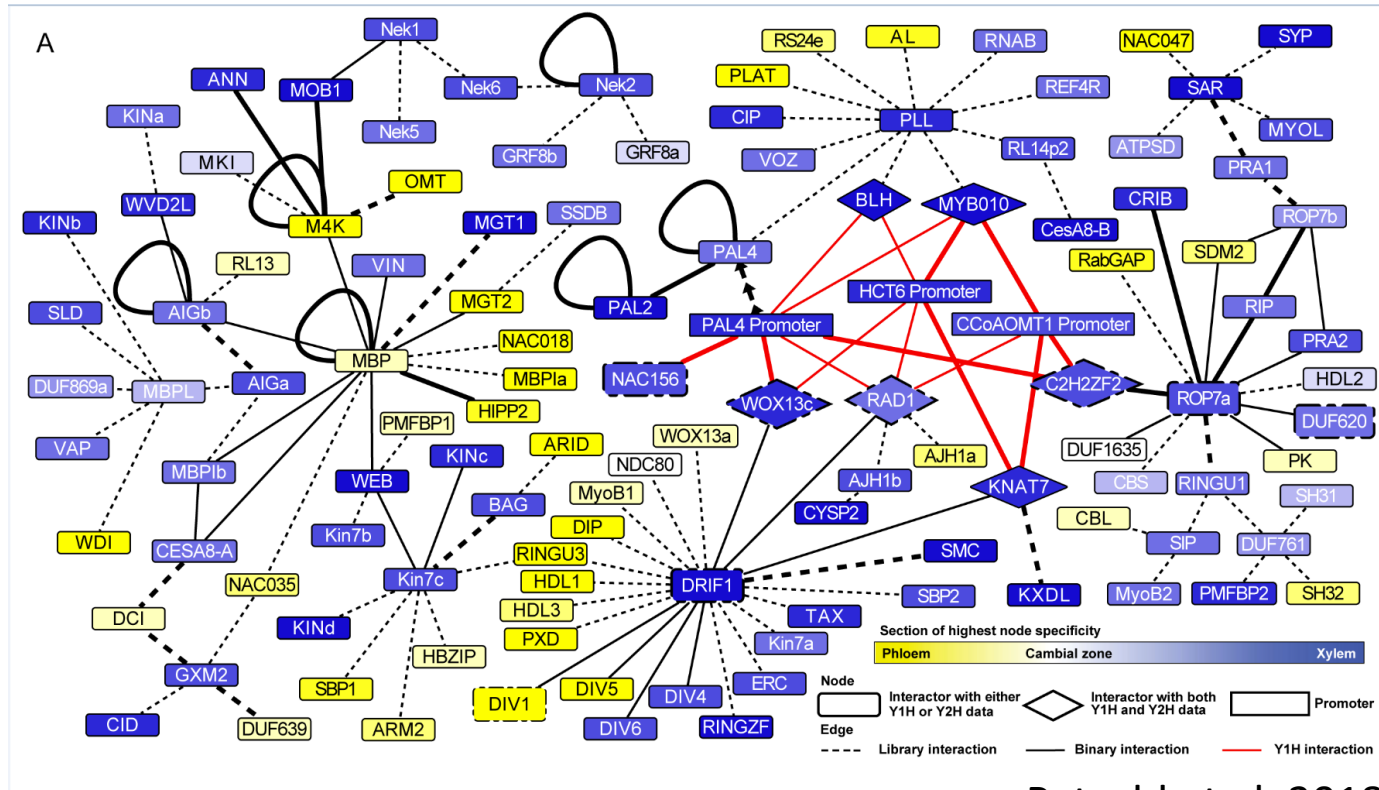 A
Nek1
ANN
MOB1
Nek6
Nek2
KINa
Nek5
MKI
GRF8b
GRF8a
OMT
WVD2L
M4K
KINb
MGT1
SSDB
RL13
VIN
AIGb
MGT2
SLD
NAC018
MBP
MBPIa
DUF869a
MBPL
AIGa
HIPP2
PMFBP1
VAP
MBPIb
KINc
ARID
WEB
BAG
WDI
CESA8-A
Kin7b
NAC035
Kin7c
DCI
KINd
HBZIP
GXM2
SBP1
CID
DUF639
ARM2
RS24e
AL
RNAB
PLAT
REF4R
CIP
PLL
VOZ
RL14p2
BLH
MYB010
CesA8-B
PAL4
PAL2
HCT6 Promoter
PAL4 Promoter
CCoAOMT1 Promoter
NAC156
WOX13c
RAD1
C2H2ZF2
WOX13a
NDC80
AJH1a
MyoB1
AJH1b
KNAT7
CYSP2
DIP
RINGU3
SMC
HDL1
DRIF1
KXDL
HDL3
SBP2
TAX
PXD
Kin7a
ERC
DIV1
DIV5
DIV4
DIV6
RINGZF
NAC047
SYP
SAR
MYOL
ATPSD
PRA1
CRIB
ROP7b
SDM2
RabGAP
RIP
PRA2
HDL2
ROP7a
DUF620
DUF1635
PK
CBS
RINGU1
SH31
CBL
SIP
DUF761
MyoB2
PMFBP2
SH32
Section of highest node specificity
Phloem Cambial zone Xylem
Node
Interactor with either
Y1H or Y2H data
Interactor with both
Y1H and Y2H data
Promoter
Edge
Library interaction
Binary interaction
Y1H interaction